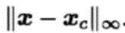 ‖x − x_c‖_∞.